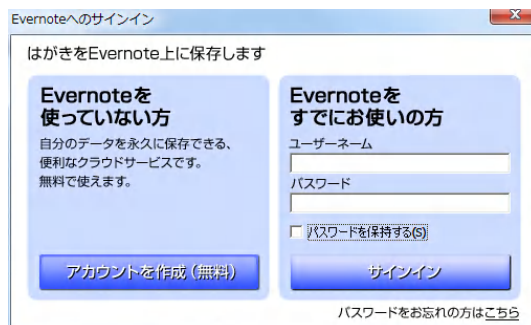 Evernoteへのサインイン
はがきをEvernote上に保存します
Evernoteを
使っていない方
自分のデータを永久に保存できる、
便利なクラウドサービスです。
無料で使えます。
アカウントを作成（無料）
Evernoteを
すでにお使いの方
ユーザーネーム
パスワード
パスワードを保持する(S)
サインイン
パスワードをお忘れの方はこちら